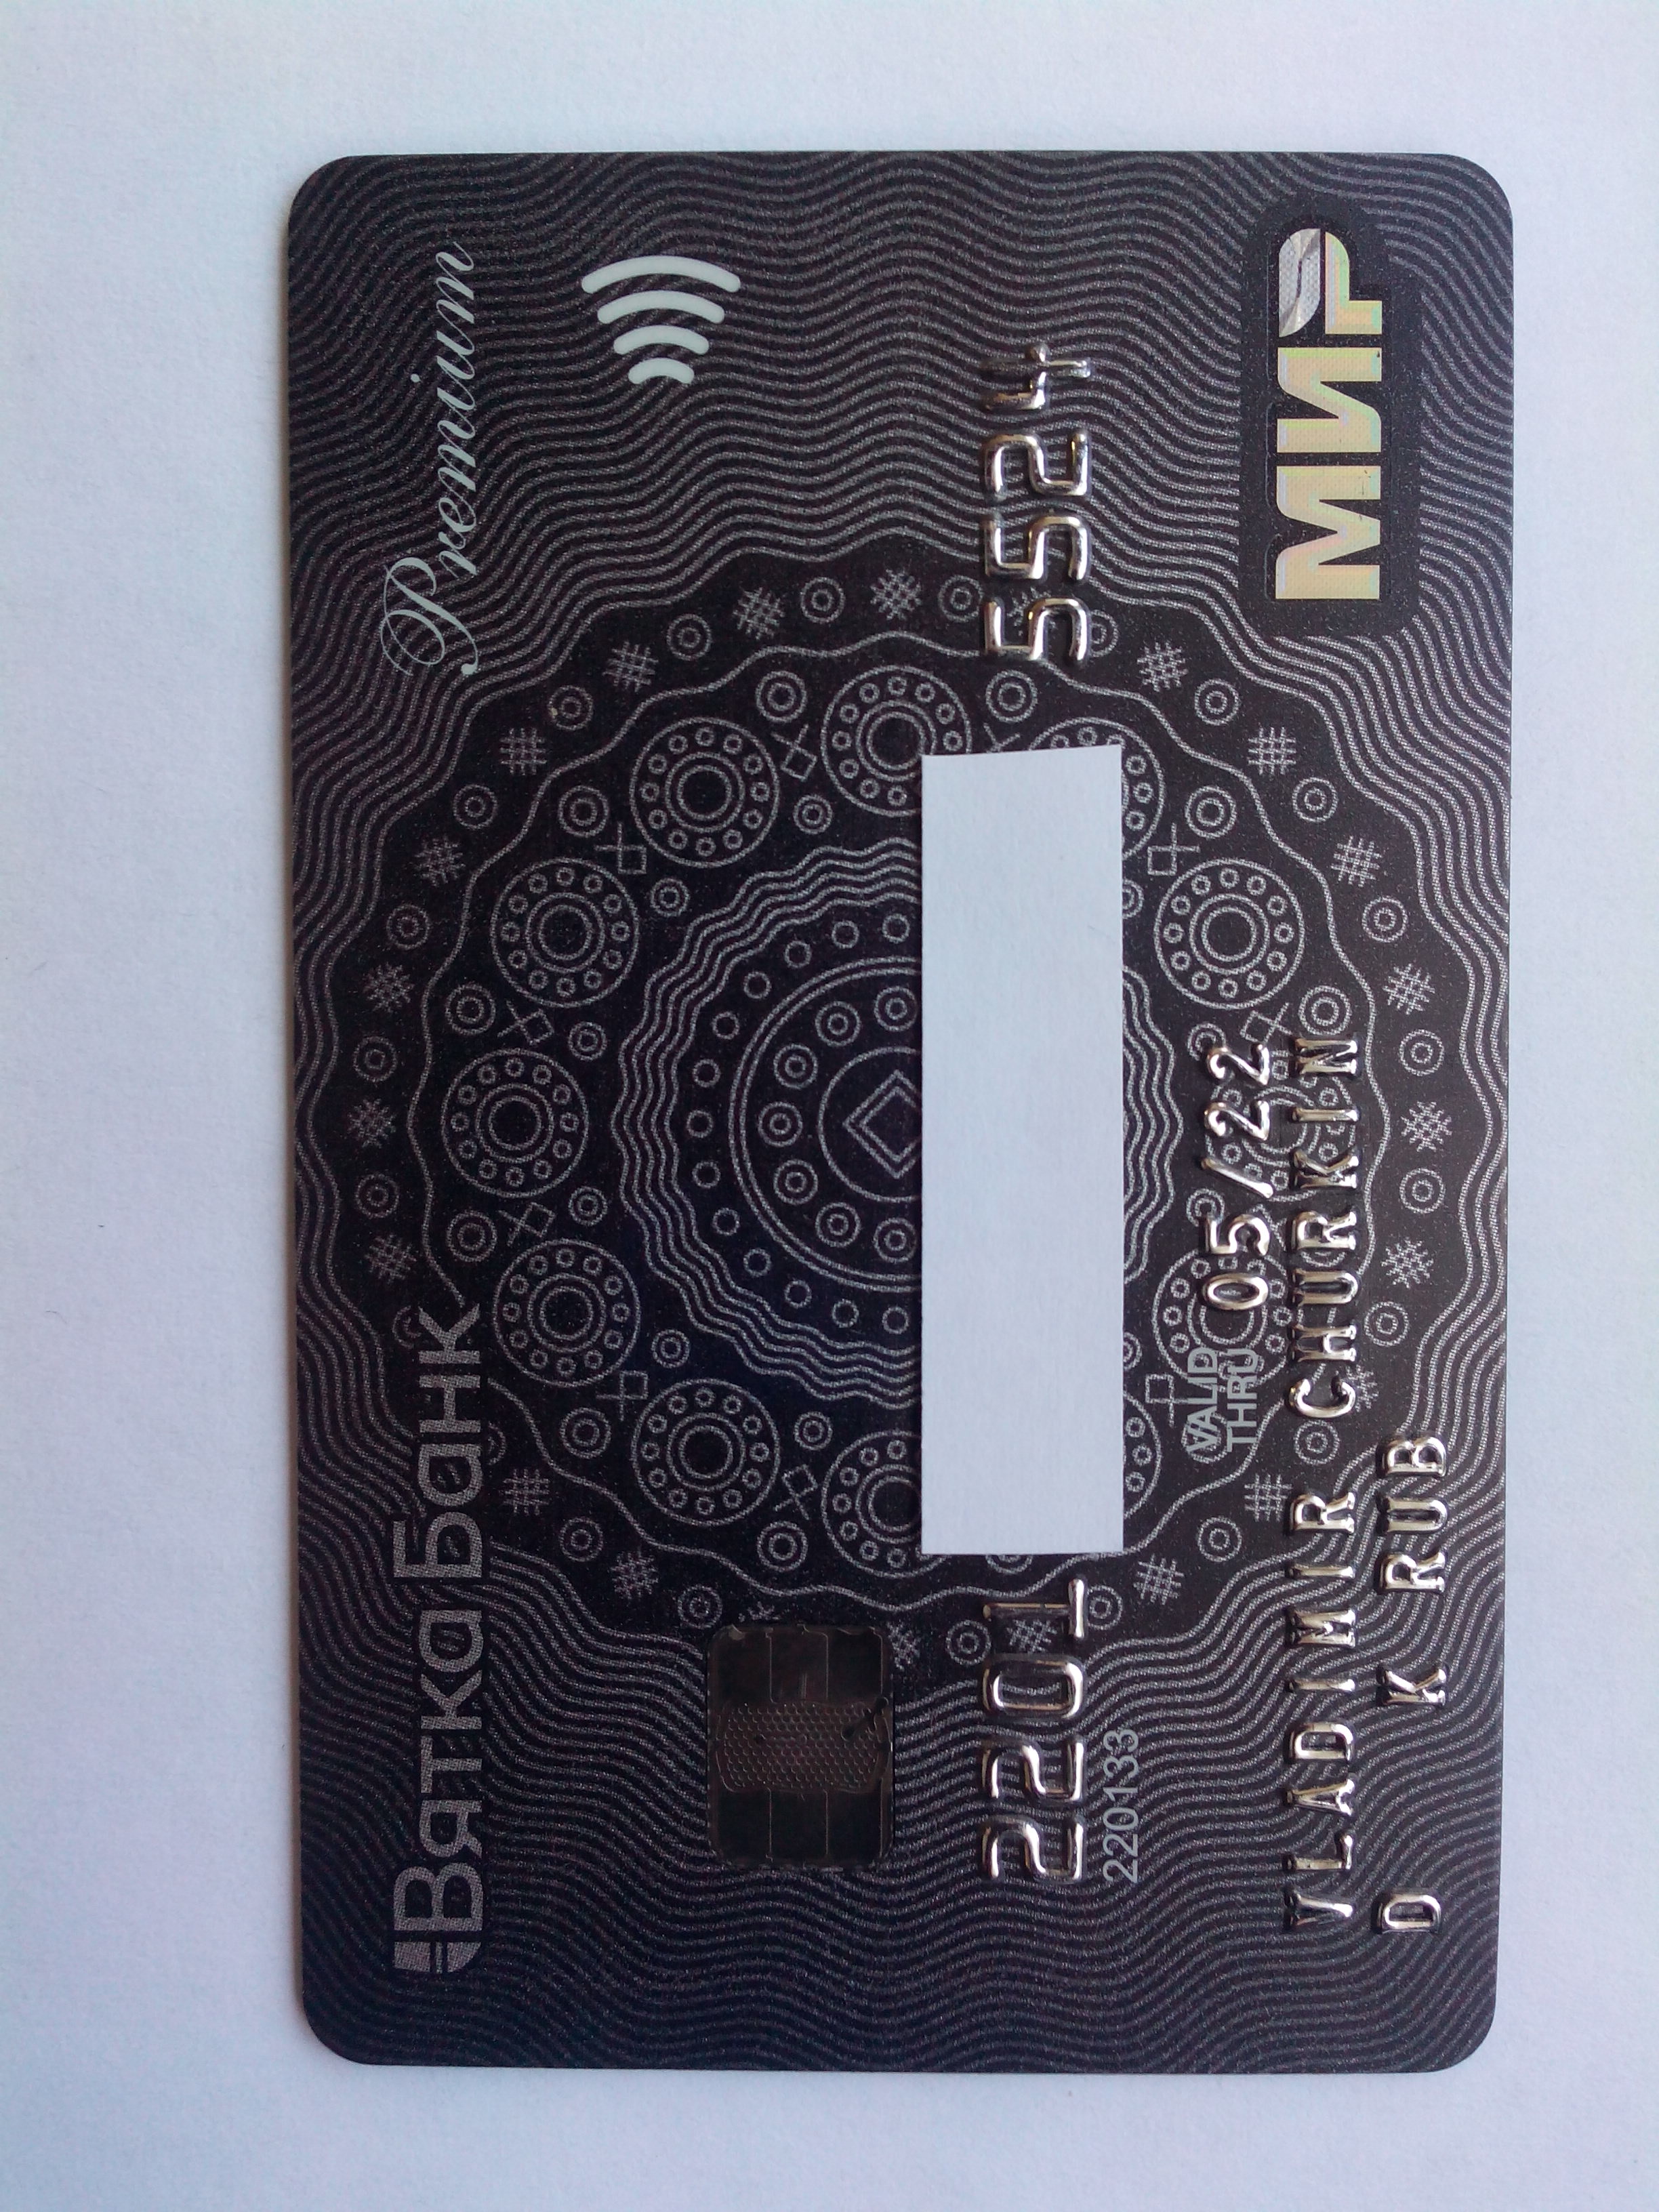 Вятка Банк
Premium
2201 5524
220133
VALID
THRU 05/22
VLADIMIR CHURKIN
D K RUB
МИР